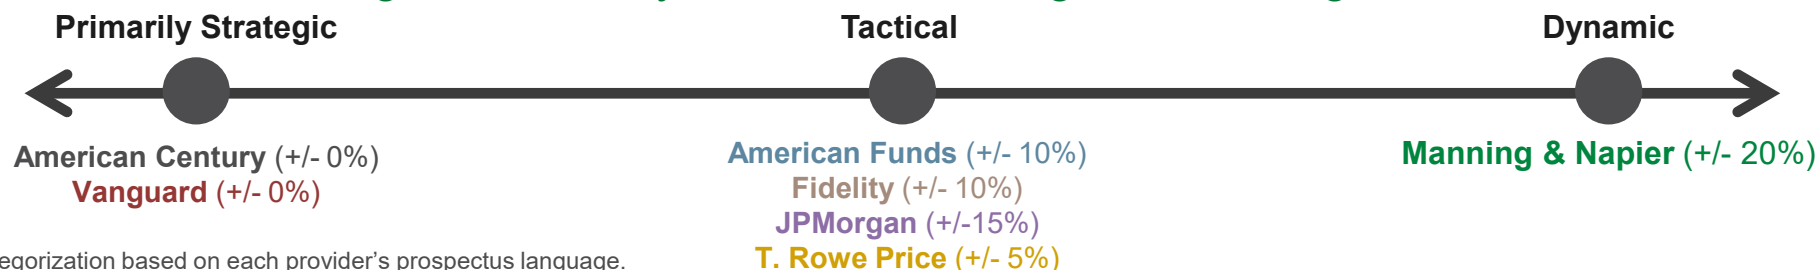 Primarily Strategic
Tactical
Dynamic
American Century (+/- 0%)
Vanguard (+/- 0%)
American Funds (+/- 10%)
Fidelity (+/- 10%)
JPMorgan (+/-15%)
T. Rowe Price (+/- 5%)
Manning & Napier (+/- 20%)
based on each provider’s prospectus language.